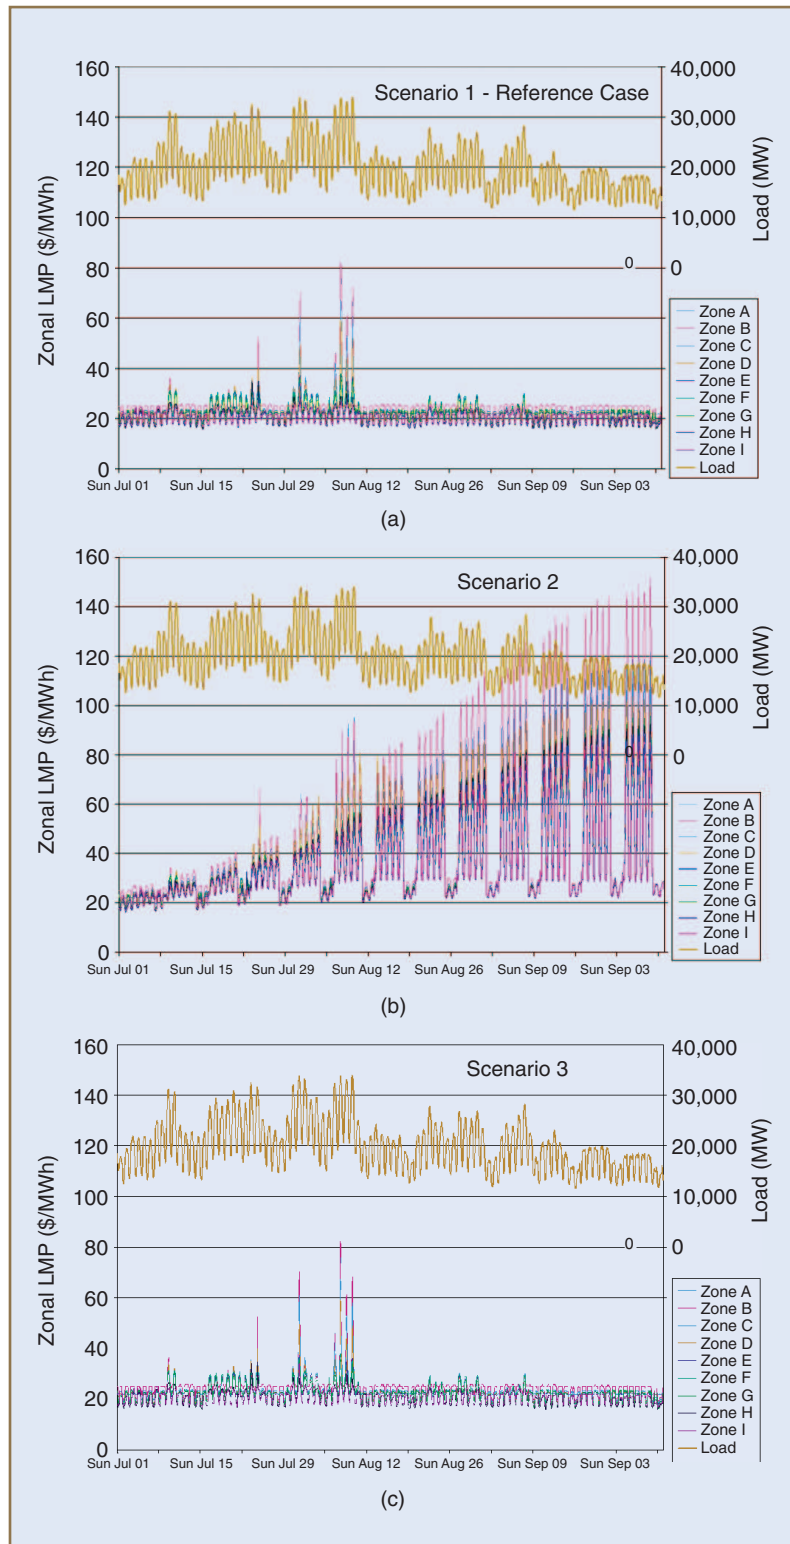 Scenario 1 - Reference Case
Zonal LMP ($/MWh)
160
140
120
100
80
60
40
20
0
40,000
30,000
20,000
10,000
0
0
Load (MW)
Sun Jul 01
Sun Jul 15
Sun Jul 29
Sun Aug 12
Sun Aug 26
Sun Sep 09
Sun Sep 03
Zone A
Zone B
Zone C
Zone D
Zone E
Zone F
Zone G
Zone H
Zone I
Load
(a)
Scenario 2
Zonal LMP ($/MWh)
160
140
120
100
80
60
40
20
0
40,000
30,000
20,000
10,000
0
0
Load (MW)
Sun Jul 01
Sun Jul 15
Sun Jul 29
Sun Aug 12
Sun Aug 26
Sun Sep 09
Sun Sep 03
Zone A
Zone B
Zone C
Zone D
Zone E
Zone F
Zone G
Zone H
Zone I
Load
(b)
Scenario 3
Zonal LMP ($/MWh)
160
140
120
100
80
60
40
20
0
40,000
30,000
20,000
10,000
0
0
Load (MW)
Sun Jul 01
Sun Jul 15
Sun Jul 29
Sun Aug 12
Sun Aug 26
Sun Sep 09
Sun Sep 03
Zone A
Zone B
Zone C
Zone D
Zone E
Zone F
Zone G
Zone H
Zone I
Load
(c)